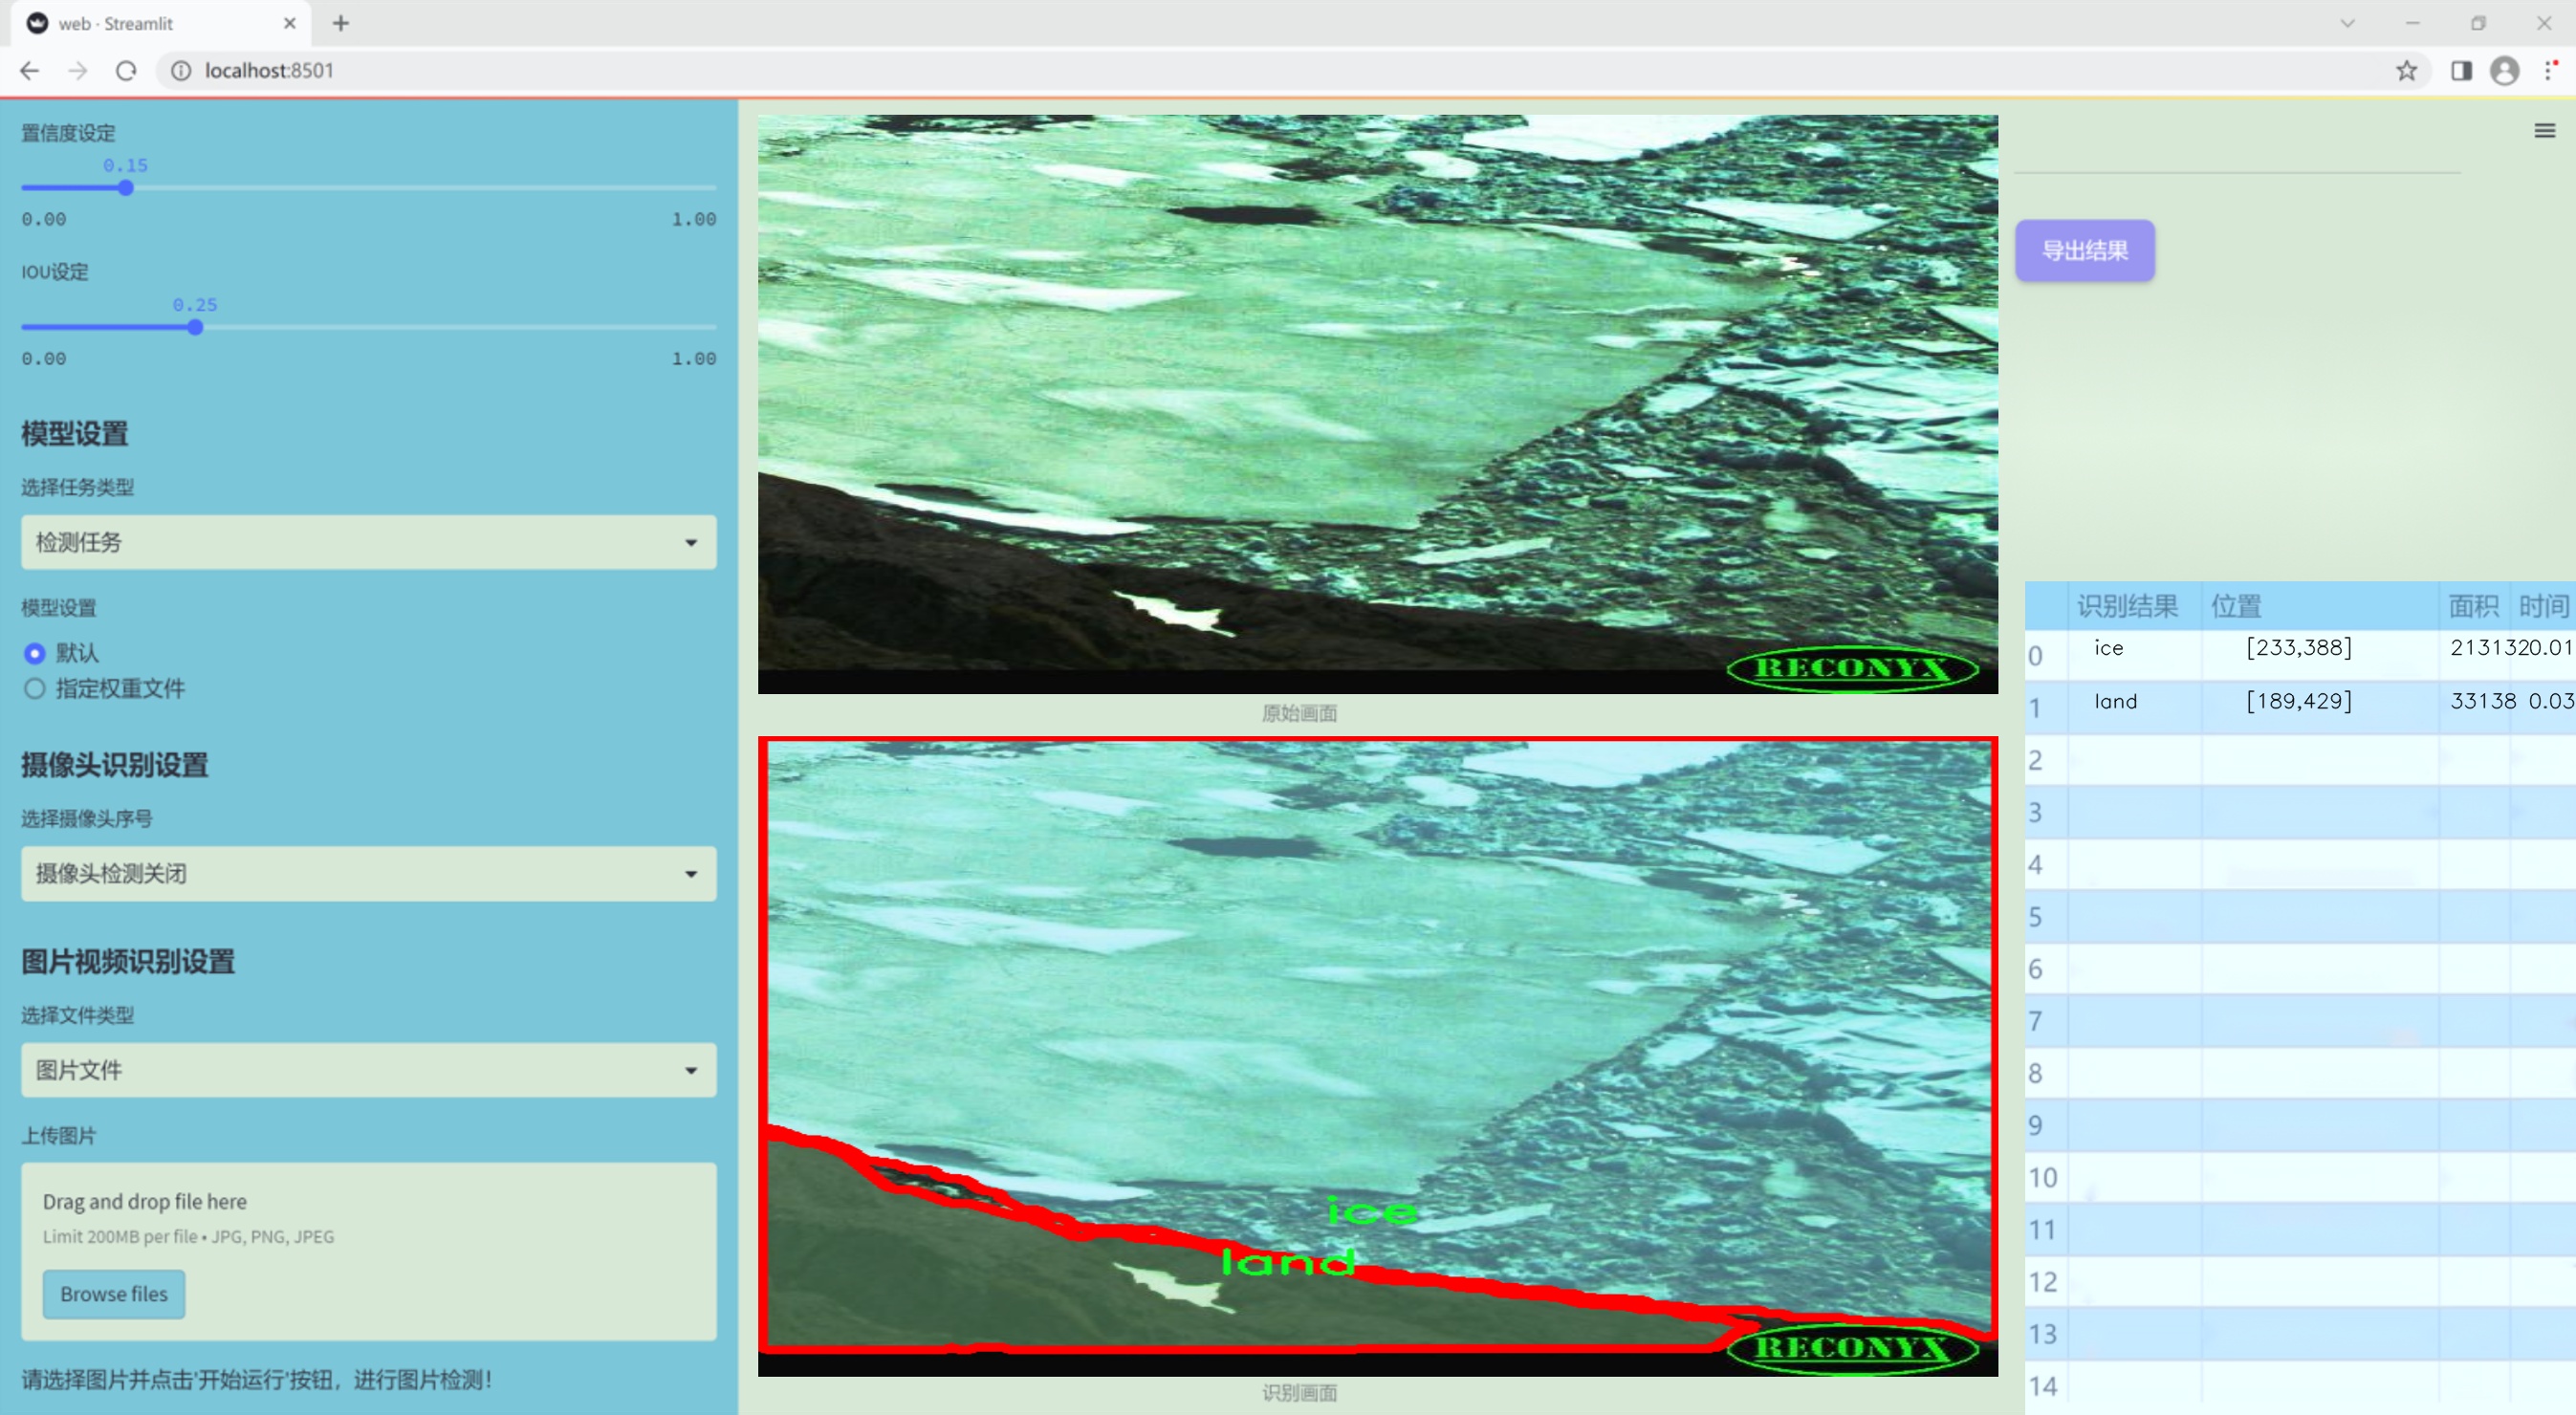 web · Streamlit
localhost:8501
置信度设定
0.15
0.00 1.00
IOU设定
0.25
0.00 1.00
模型设置
选择任务类型
检测任务
模型设置
默认
指定权重文件
摄像头识别设置
选择摄像头序号
摄像头检测关闭
图片视频识别设置
选择文件类型
图片文件
上传图片
Drag and drop file here
Limit 200MB per file • JPG, PNG, JPEG
Browse files
请选择图片并点击'开始运行'按钮，进行图片检测！
RECONYX
原始画面
ice
land
RECONYX
识别画面
导出结果
识别结果 位置 面积 时间
0 ice [233,388] 2131320.01
1 land [189,429] 33138 0.03
2
3
4
5
6
7
8
9
10
11
12
13
14